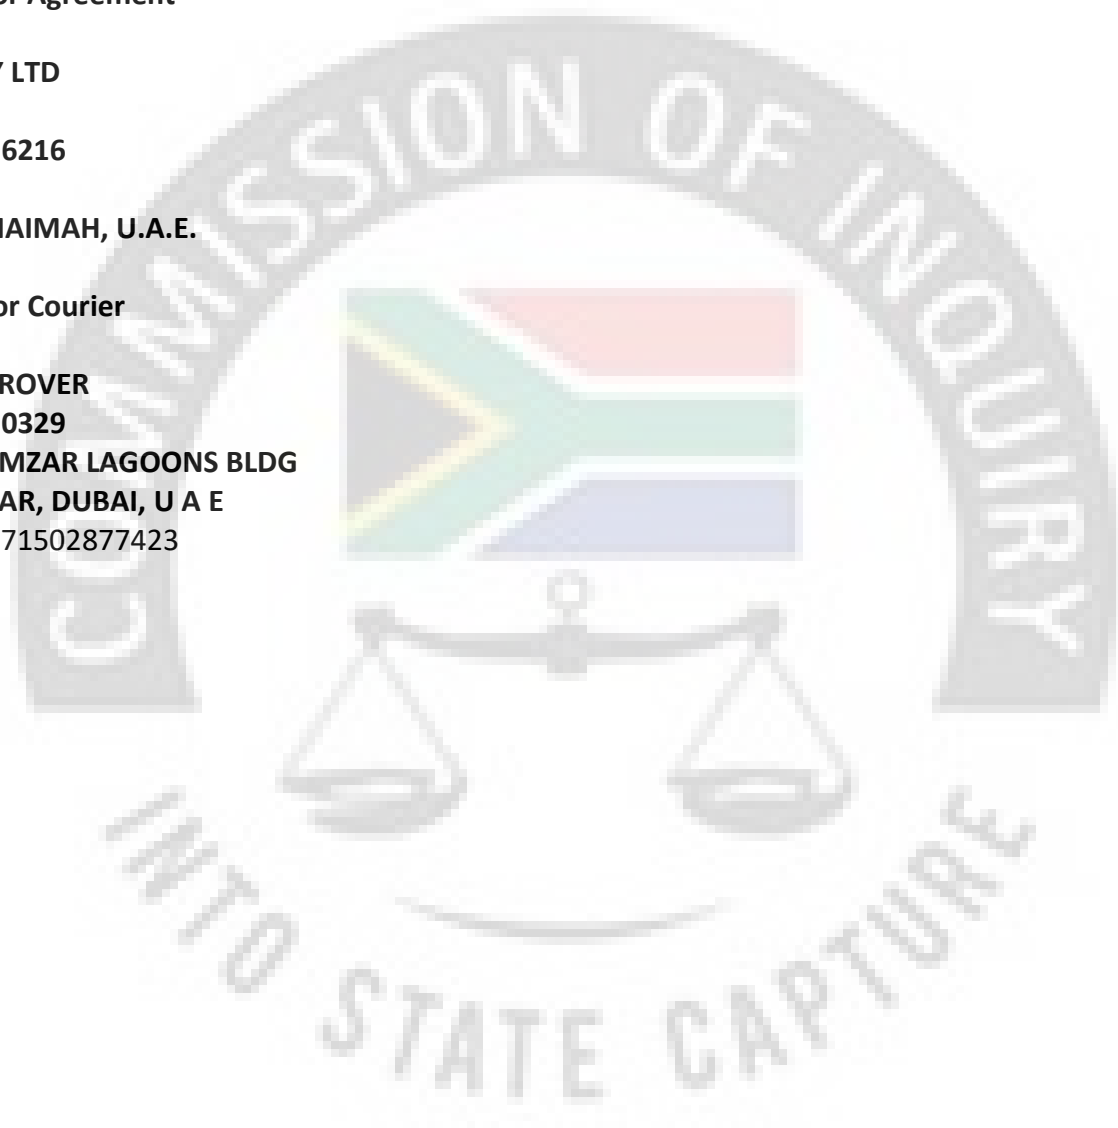 or Agreement
Y LTD
6216
HAIMAH, U.A.E.
or Courier
ROVER
0329
MZAR LAGOONS BLDG
AR, DUBAI, U A E
71502877423
COMMISSION OF INQUIRY
INTO STATE CAPTURE